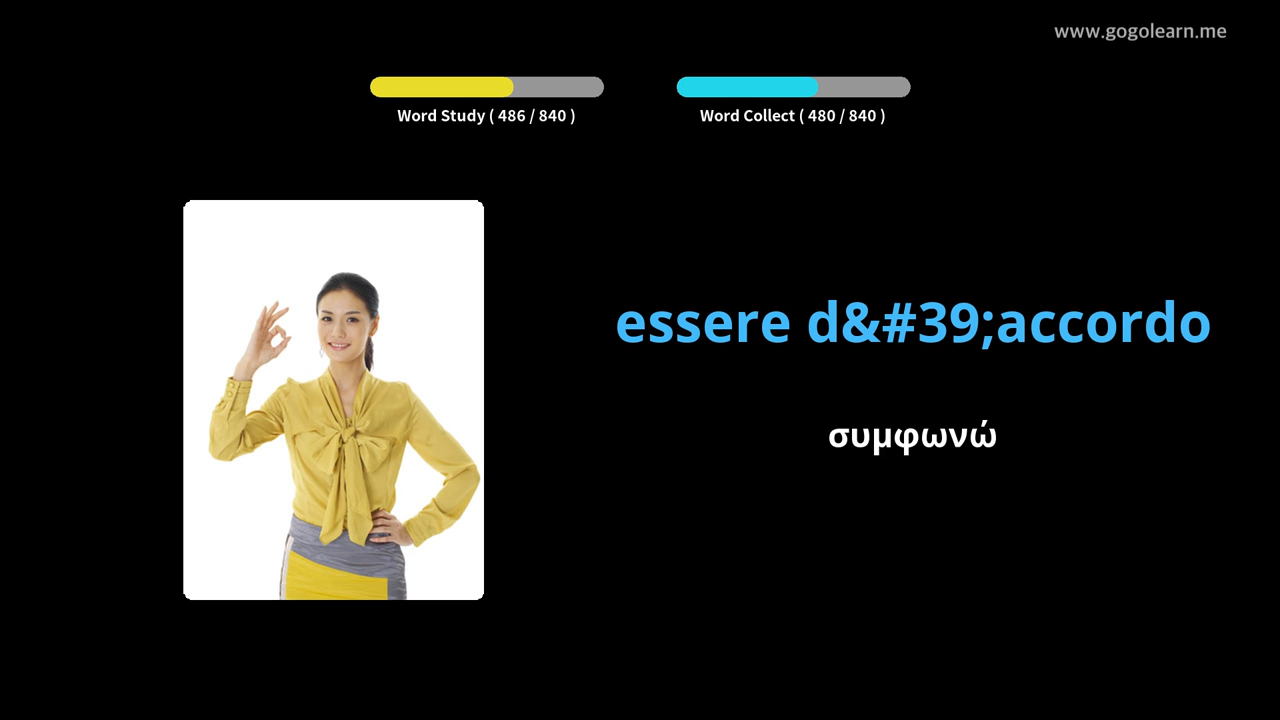 www.gogolearn.me
Word Study ( 486 / 840 )
Word Collect ( 480 / 840 )
essere d&#39;accordo
συμφωνώ